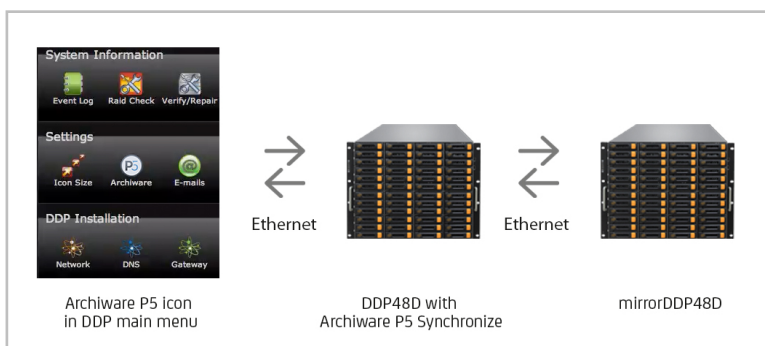 System Information
Event Log Raid Check Verify/Repair
Settings
P5
Icon Size Archiware E-mails
DDP Installation
Network DNS Gateway
Ethernet
Ethernet
Archiware P5 icon
in DDP main menu
DDP48D with
Archiware P5 Synchronize
mirrorDDP48D